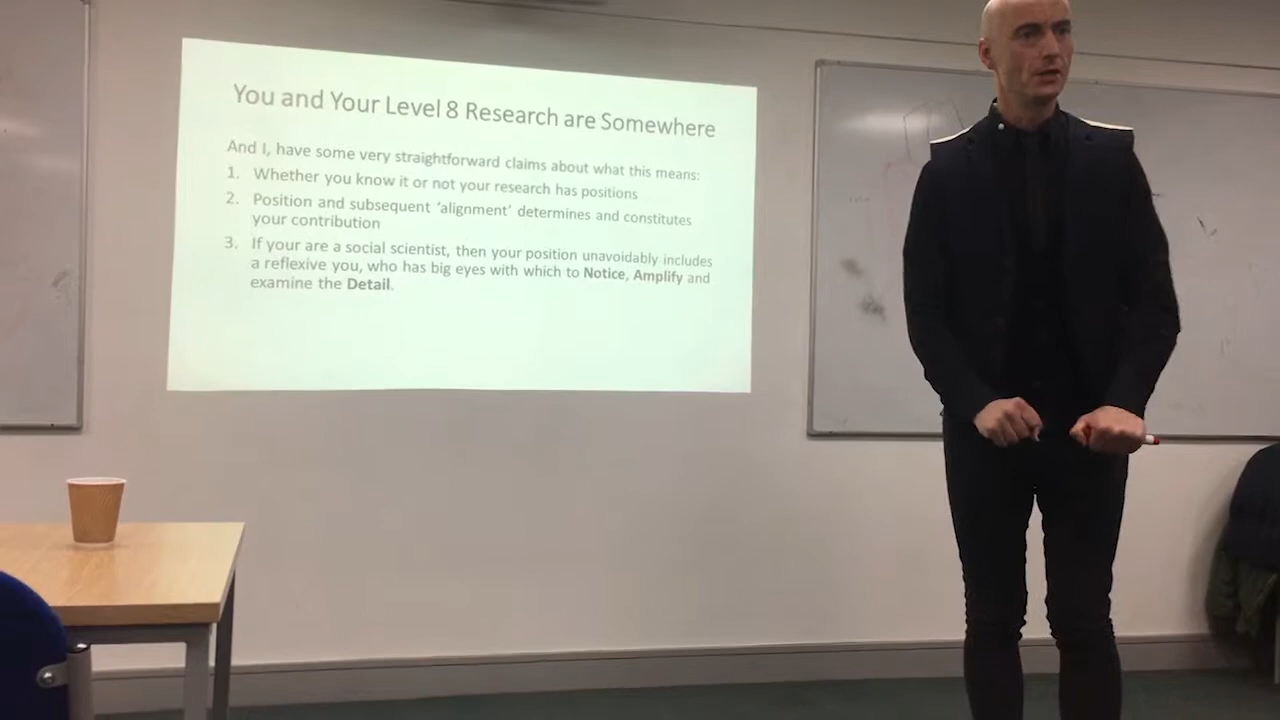 You and Your Level 8 Research are Somewhere
And I, have some very straightforward claims about what this means:
1. Whether you know it or not your research has positions
2. Position and subsequent 'alignment' determines and constitutes
your contribution
3. If your are a social scientist, then your position unavoidably includes
a reflexive you, who has big eyes with which to Notice, Amplify and
examine the Detail.